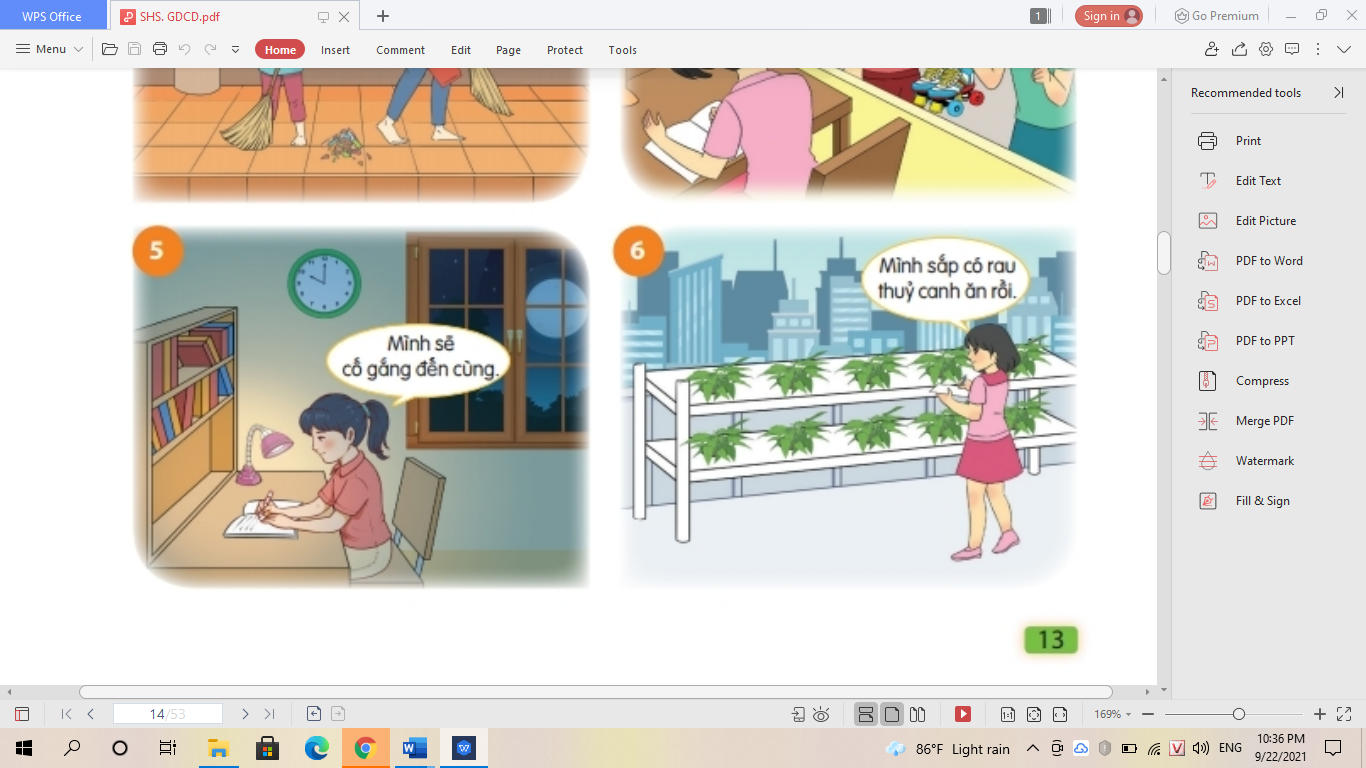 WPS Office
SHS. GDCD.pdf
1
Sign in
Go Premium
Menu
Home
Insert
Comment
Edit
Page
Protect
Tools
Recommended tools
Print
Edit Text
Edit Picture
PDF to Word
PDF to Excel
PDF to PPT
Compress
Merge PDF
Watermark
Fill & Sign
5
Mình sẽ
cố gắng đến cùng.
6
Mình sắp có rau
thuỷ canh ăn rồi.
13
14/53
169%
86°F Light rain
ENG
10:36 PM
9/22/2021